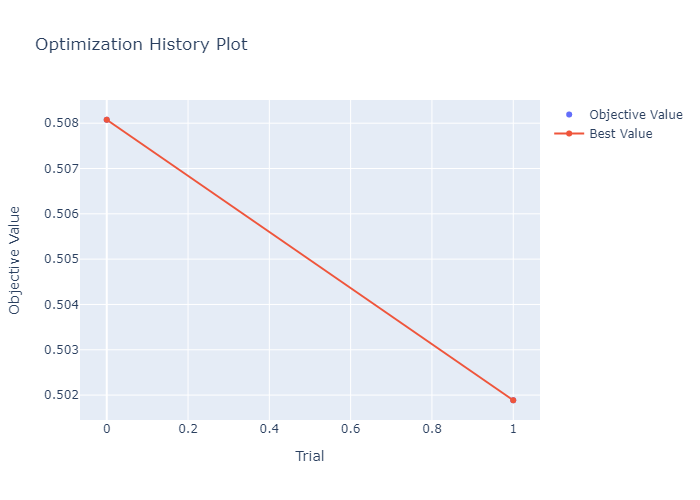 Optimization History Plot
Objective Value
Best Value
0.508
0.507
0.506
0.505
0.504
0.503
0.502
Objective Value
0
0.2
0.4
0.6
0.8
1
Trial